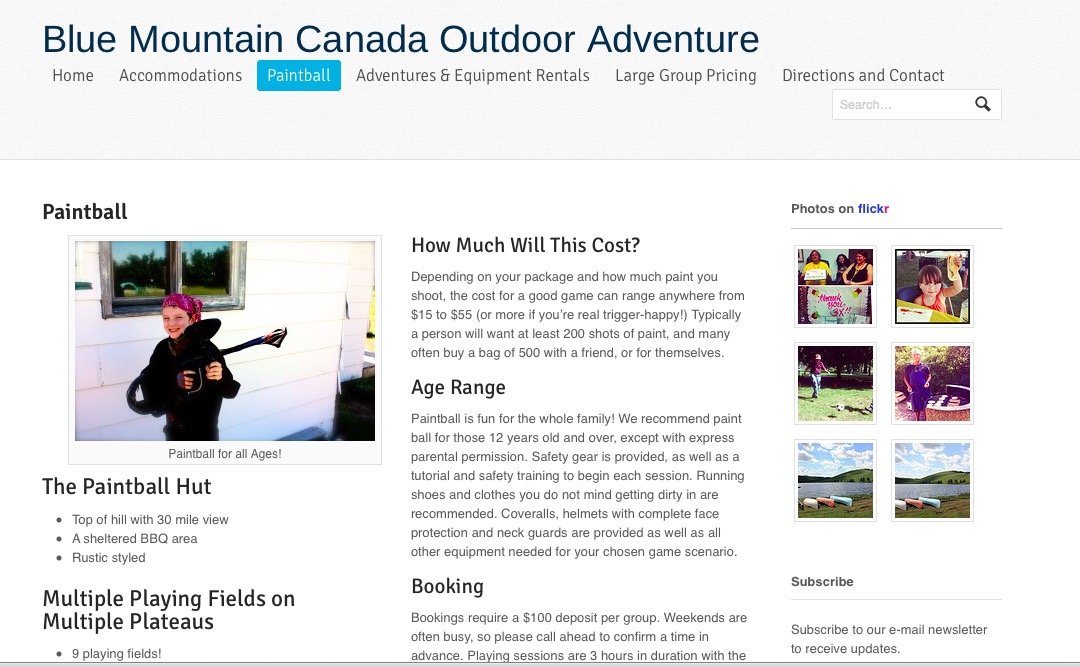 Blue Mountain Canada Outdoor Adventure
Home Accommodations Paintball Adventures & Equipment Rentals Large Group Pricing Directions and Contact
Search...
Paintball
Paintball for all Ages!
The Paintball Hut
Top of hill with 30 mile view
A sheltered BBQ area
Rustic styled
Multiple Playing Fields on
Multiple Plateaus
9 playing fields!
How Much Will This Cost?
Depending on your package and how much paint you
shoot, the cost for a good game can range anywhere from
$15 to $55 (or more if you're real trigger-happy!) Typically
a person will want at least 200 shots of paint, and many
often buy a bag of 500 with a friend, or for themselves.
Age Range
Paintball is fun for the whole family! We recommend paint
ball for those 12 years old and over, except with express
parental permission. Safety gear is provided, as well as a
tutorial and safety training to begin each session. Running
shoes and clothes you do not mind getting dirty in are
recommended. Coveralls, helmets with complete face
protection and neck guards are provided as well as all
other equipment needed for your chosen game scenario.
Booking
Bookings require a $100 deposit per group. Weekends are
often busy, so please call ahead to confirm a time in
advance. Playing sessions are 3 hours in duration with the
Photos on flickr
thank
you
Subscribe
Subscribe to our e-mail newsletter
to receive updates.